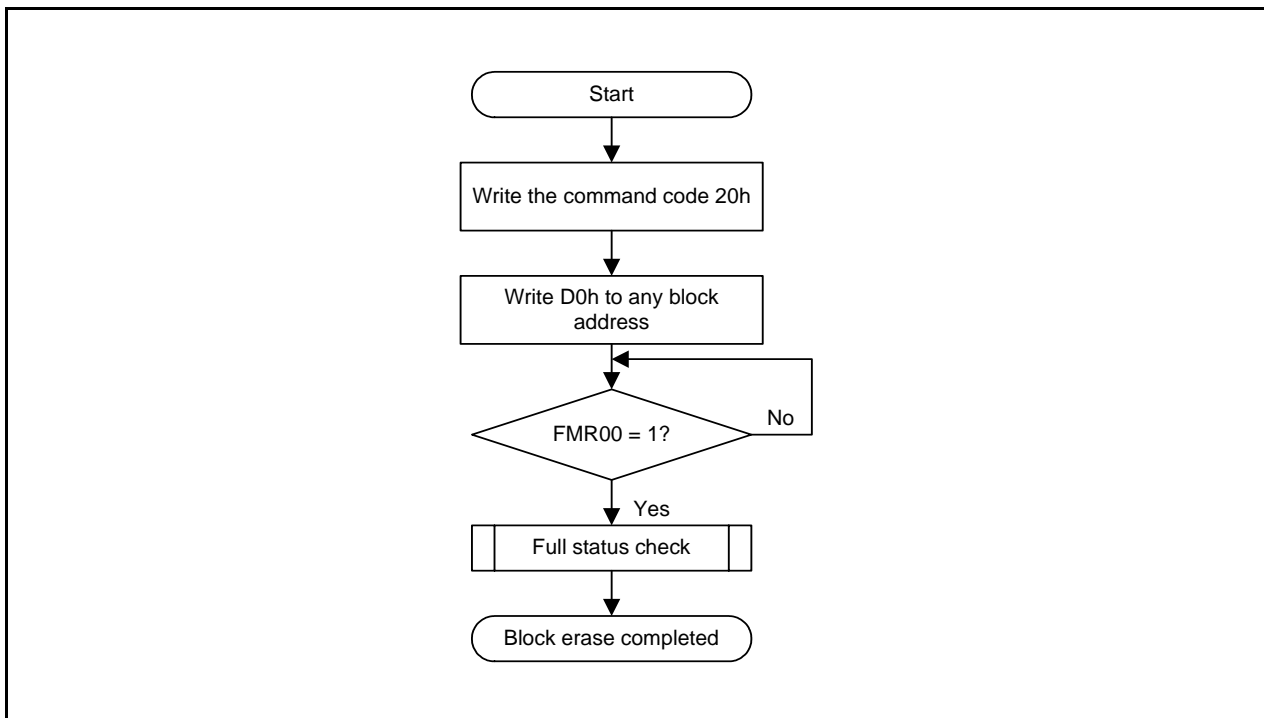 Start
Write the command code 20h
Write D0h to any block
address
FMR00 = 1?
No
Yes
Full status check
Block erase completed